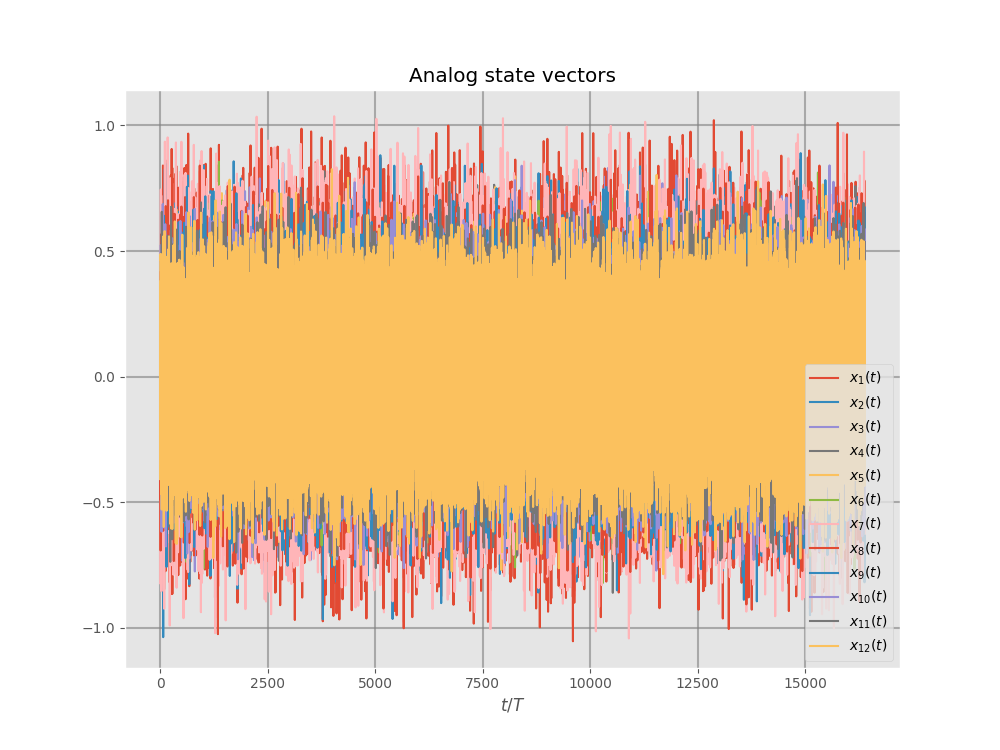 Analog state vectors
1.0
0.5
0.0
−0.5
−1.0
0 2500 5000 7500 10000 12500 15000
t/T
x₁(t)
x₂(t)
x₃(t)
x₄(t)
x₅(t)
x₆(t)
x₇(t)
x₈(t)
x₉(t)
x₁₀(t)
x₁₁(t)
x₁₂(t)